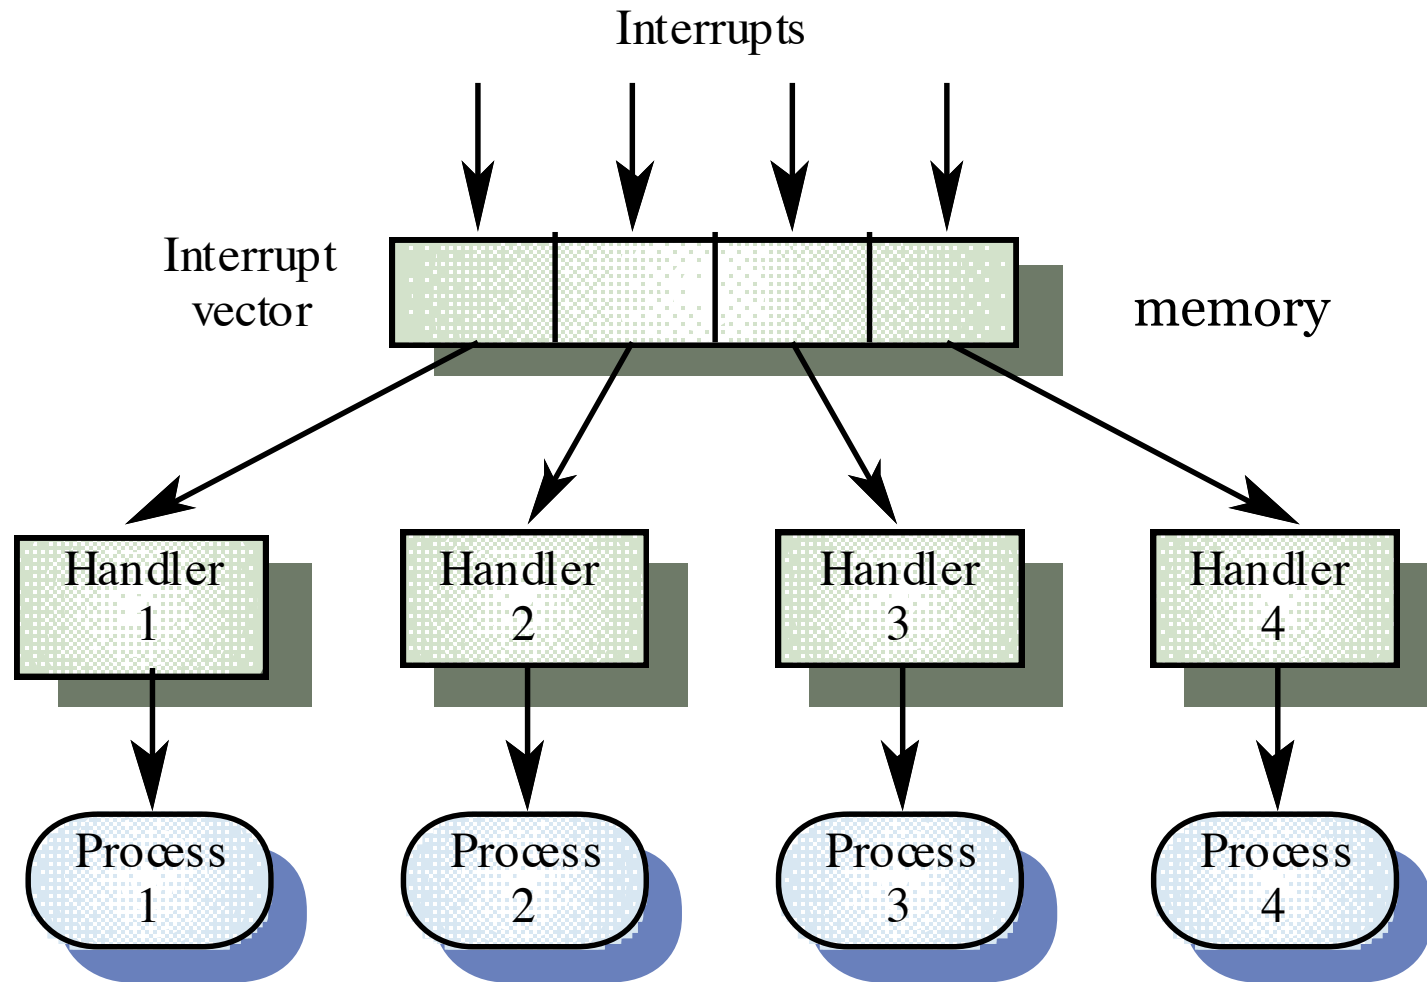 Interrupts
Interrupt
vector
memory
Handler
1
Handler
2
Handler
3
Handler
4
Process
1
Process
2
Process
3
Process
4